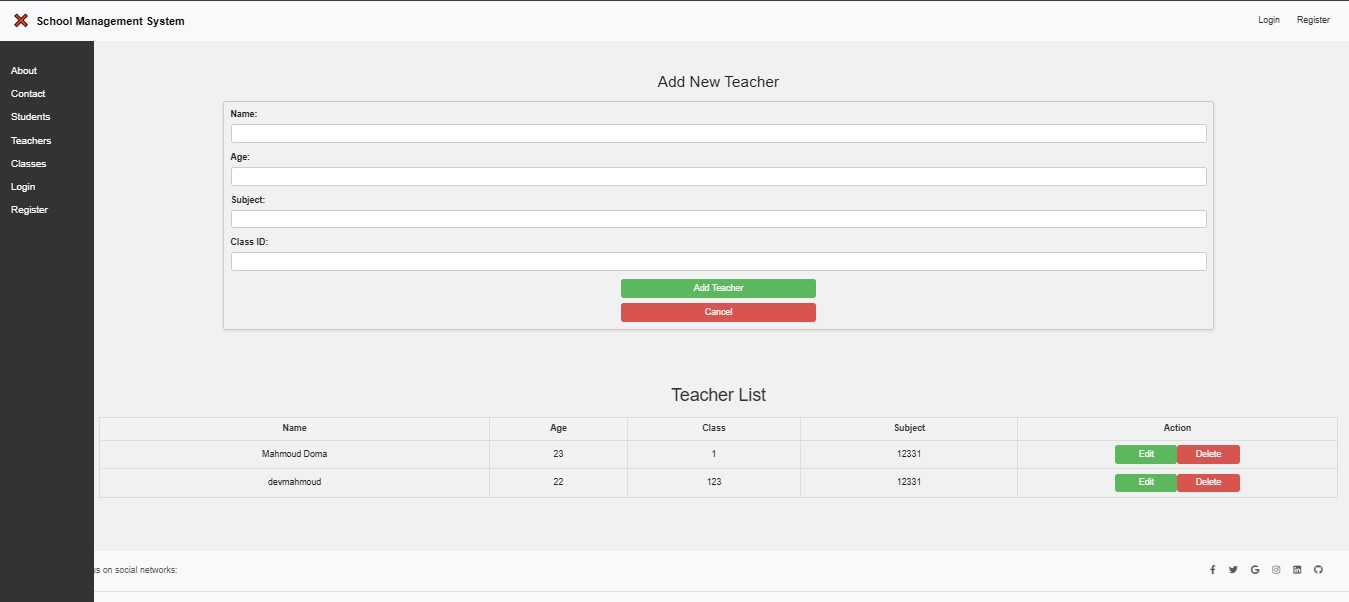 School Management System
Login Register
About
Contact
Students
Teachers
Classes
Login
Register
Add New Teacher
Name:
Age:
Subject:
Class ID:
Add Teacher
Cancel
Teacher List
Name Age Class Subject Action
Mahmoud Doma 23 1 12331 Edit Delete
devmahmoud 22 123 12331 Edit Delete
us on social networks: